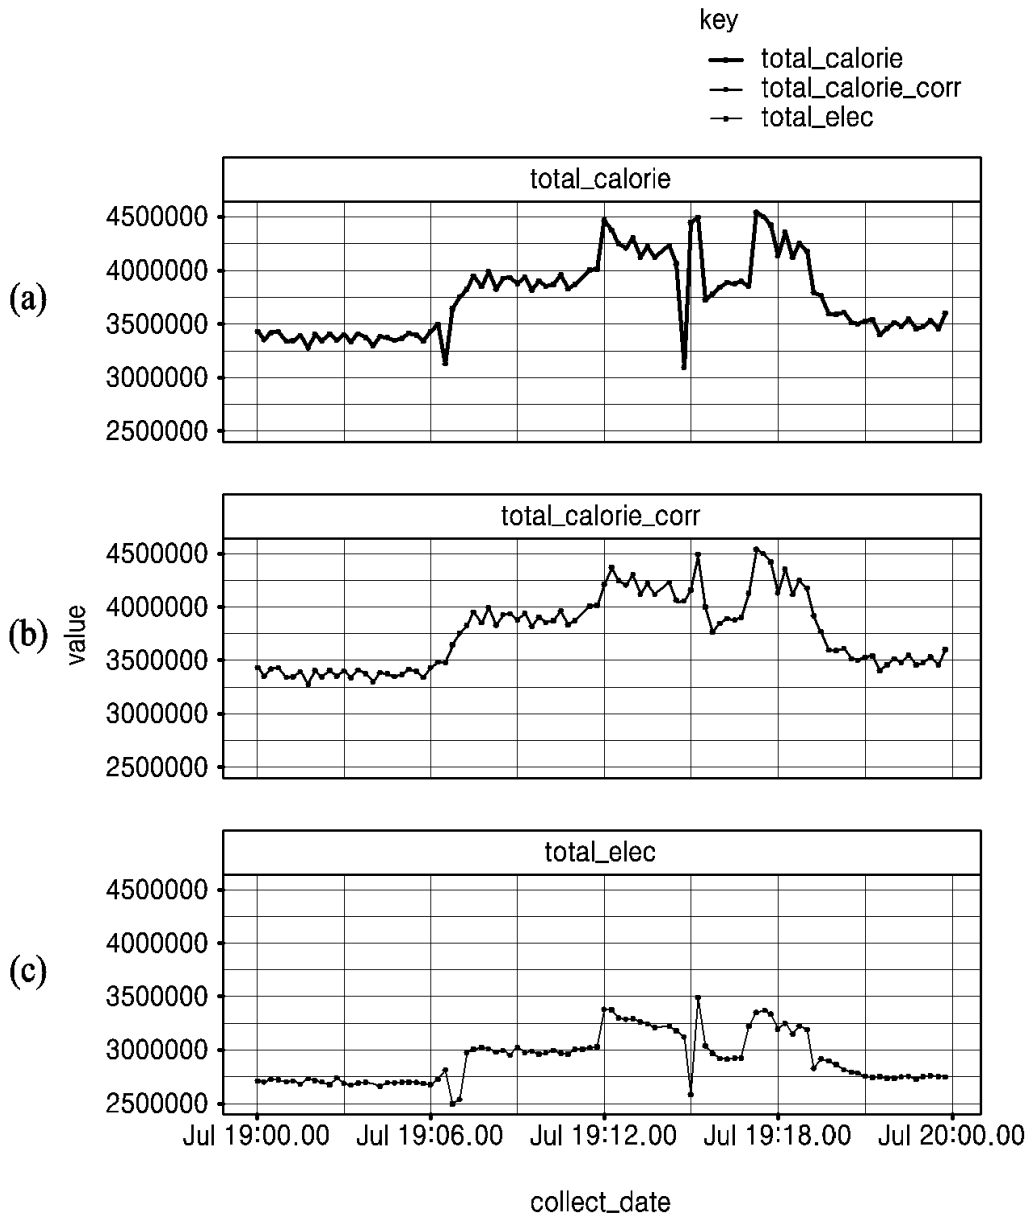 key
total_calorie
total_calorie_corr
total_elec
(a)
total_calorie
4500000
4000000
3500000
3000000
2500000
(b)
value
total_calorie_corr
4500000
4000000
3500000
3000000
2500000
(c)
total_elec
4500000
4000000
3500000
3000000
2500000
Jul 19:00.00 Jul 19:06.00 Jul 19:12.00 Jul 19:18.00 Jul 20:00.00
collect_date